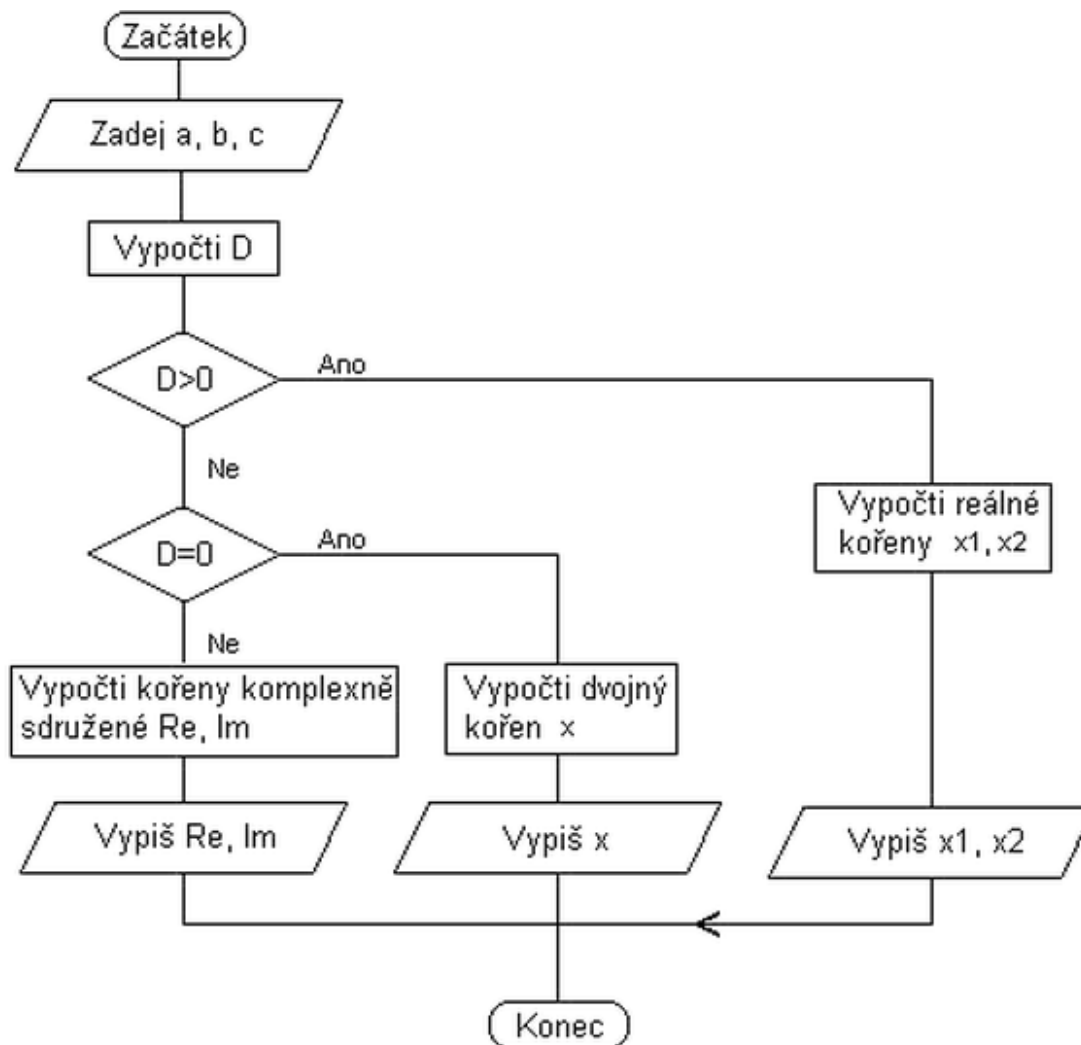 Začátek
Zadej a, b, c
Vypočti D
D>0
Ano
Ne
Vypočti reálné
kořeny x1, x2
D=0
Ano
Ne
Vypočti kořeny komplexně
sdružené Re, Im
Vypočti dvojný
kořen x
Vypiš Re, Im
Vypiš x
Vypiš x1, x2
Konec